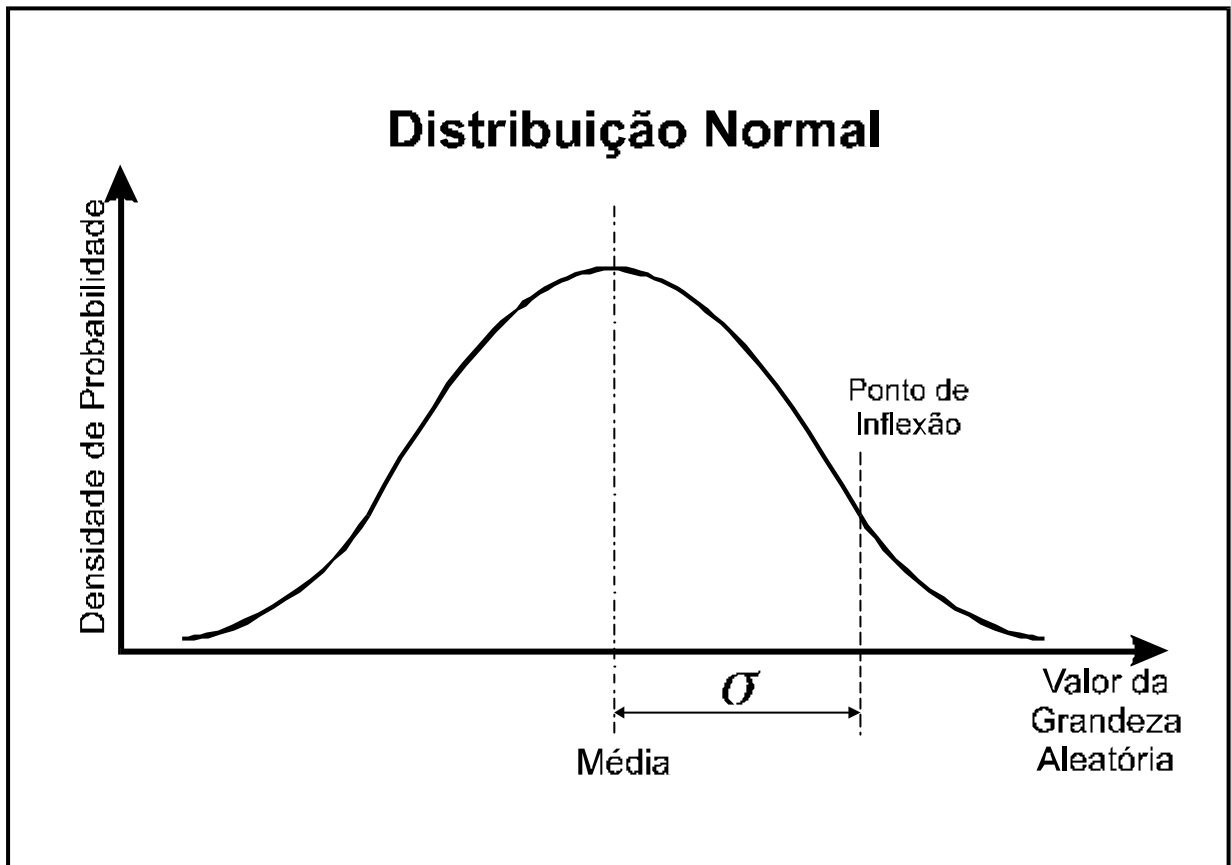 Distribuição Normal
Densidade de Probabilidade
Ponto de
Inflexão
σ
Média
Valor da
Grandeza
Aleatória